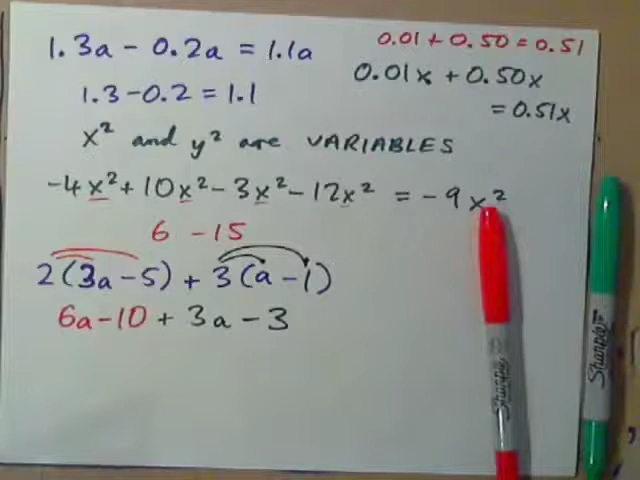 1.3a - 0.2a = 1.1a
0.01 + 0.50 = 0.51
0.01x + 0.50x
= 0.51x
1.3 - 0.2 = 1.1
x² and y² are VARIABLES
-4x² + 10x² - 3x² - 12x² = -9x²
6 -15
2(3a - 5) + 3(a - 1)
6a - 10 + 3a - 3
Sharpie
Sharpie